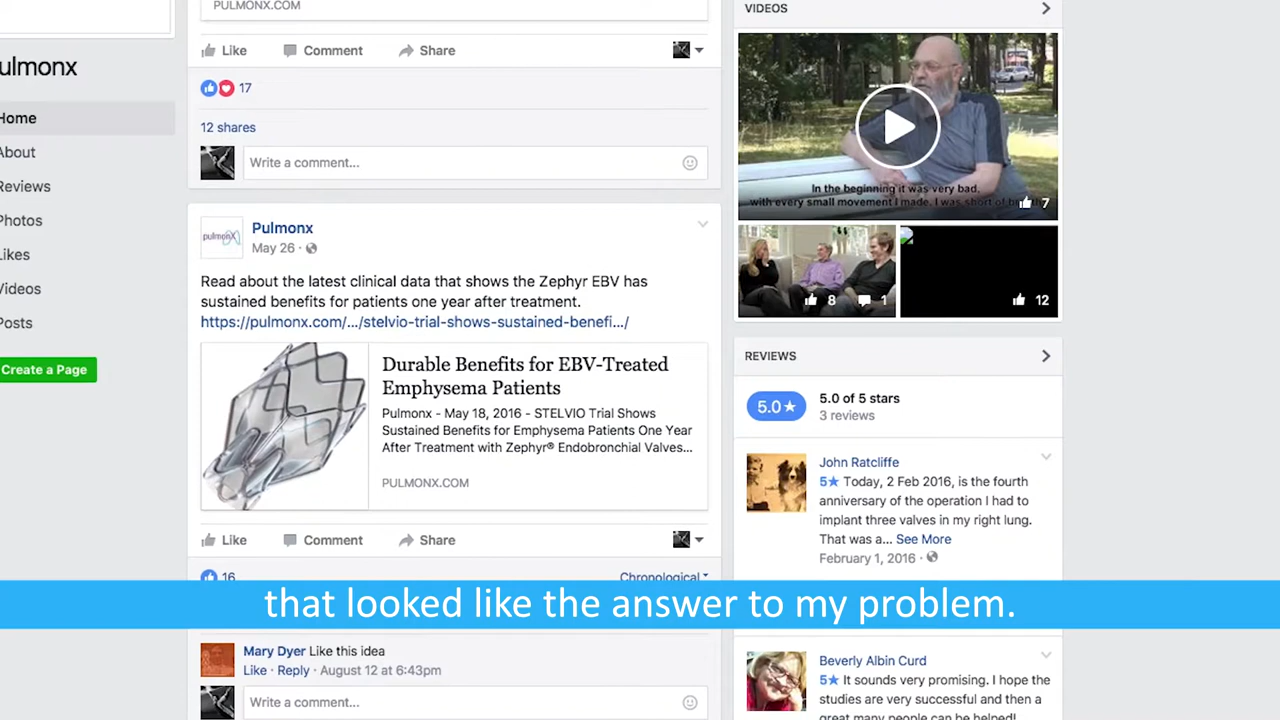 PULMONX.COM
Like Comment Share
17
12 shares
Write a comment...
ulmonx
Home
About
Reviews
Photos
Likes
Videos
Posts
Create a Page
pulmonx
Pulmonx
May 26
Read about the latest clinical data that shows the Zephyr EBV has
sustained benefits for patients one year after treatment.
https://pulmonx.com/.../stelvio-trial-shows-sustained-benefi.../
Durable Benefits for EBV-Treated
Emphysema Patients
Pulmonx - May 18, 2016 - STELVIO Trial Shows
Sustained Benefits for Emphysema Patients One Year
After Treatment with Zephyr® Endobronchial Valves...
PULMONX.COM
Like Comment Share
16 Chronological
Mary Dyer Like this idea
Like · Reply · August 12 at 6:43pm
Write a comment...
VIDEOS
In the beginning it was very bad.
with every small movement I made. I was short of
7
8 1
12
REVIEWS
5.0★
5.0 of 5 stars
3 reviews
John Ratcliffe
5★ Today, 2 Feb 2016, is the fourth
anniversary of the operation I had to
implant three valves in my right lung.
That was a... See More
February 1, 2016
Beverly Albin Curd
5★ It sounds very promising. I hope the
studies are very successful and then a
great many people can be helped!
that looked like the answer to my problem.